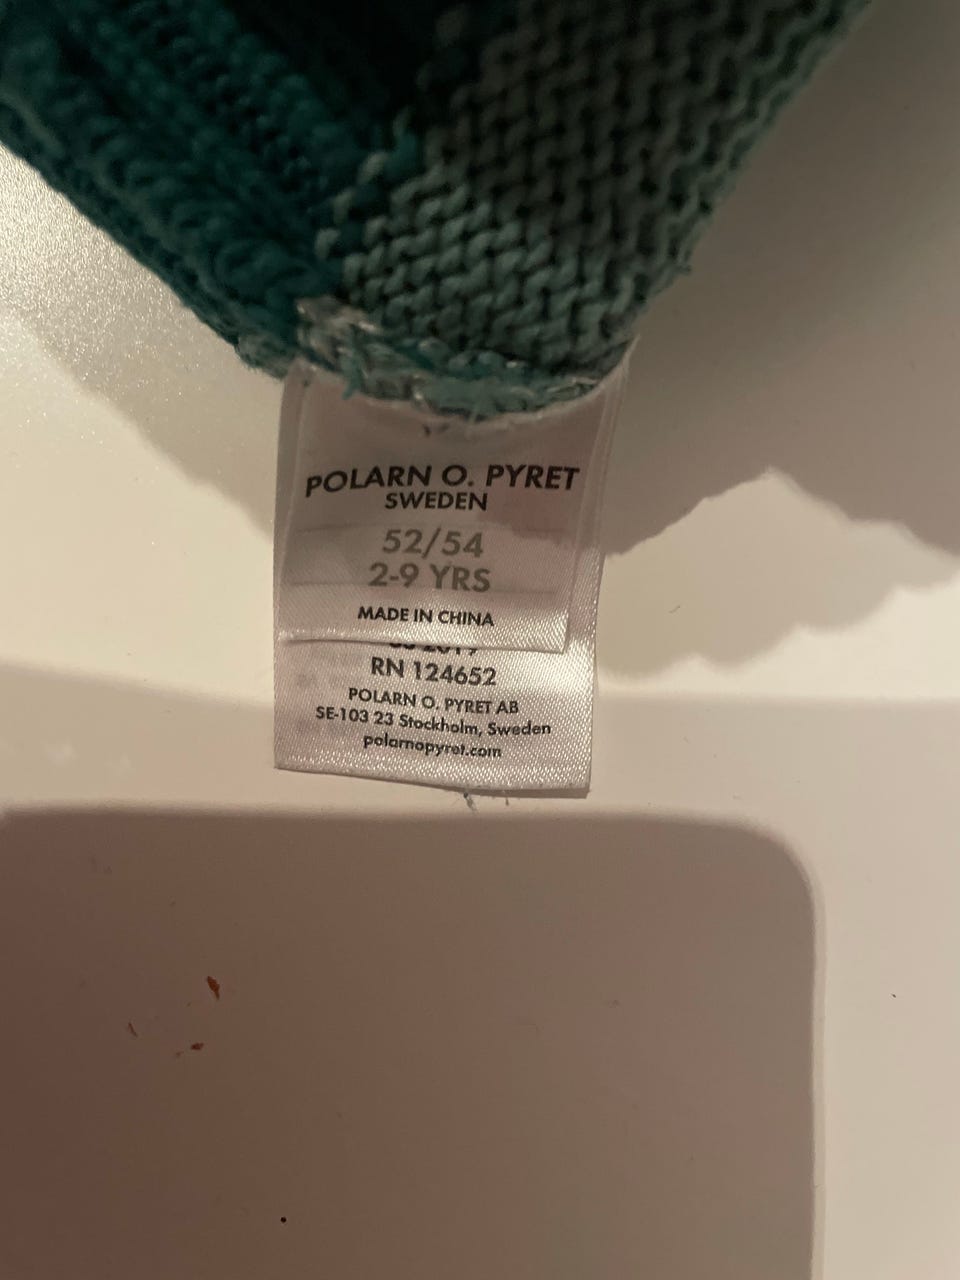 POLARN O. PYRET
SWEDEN
52/54
2-9 YRS
MADE IN CHINA
RN 124652
POLARN O. PYRET AB
SE-103 23 Stockholm, Sweden
polarnopyret.com